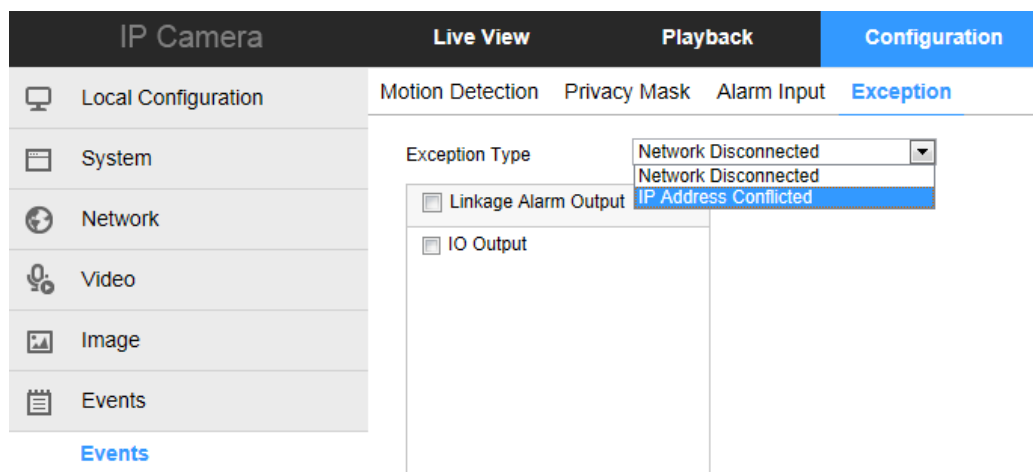 IP Camera
Live View
Playback
Configuration
Local Configuration
System
Network
Video
Image
Events
Events
Motion Detection
Privacy Mask
Alarm Input
Exception
Exception Type
Network Disconnected
Network Disconnected
IP Address Conflicted
Linkage Alarm Output
IO Output